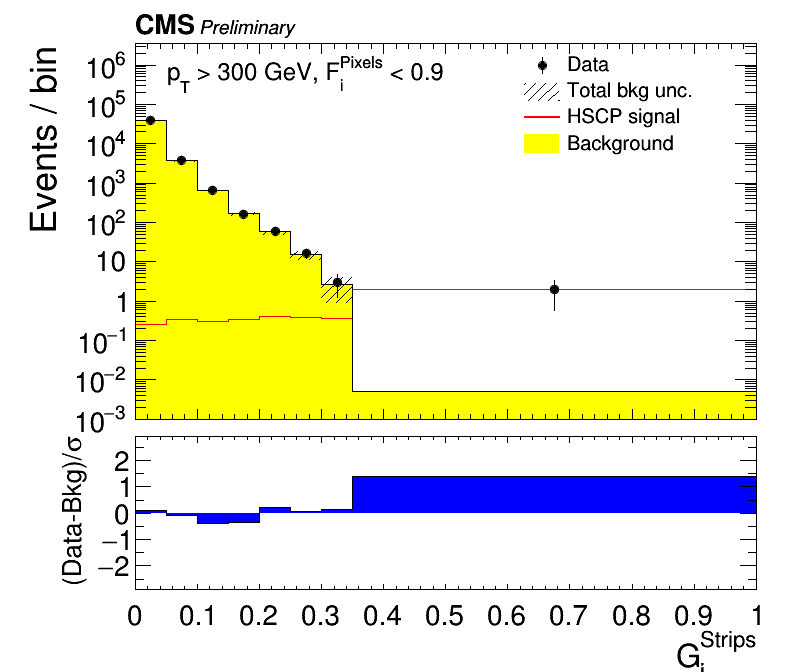 CMS Preliminary
p_T > 300 GeV, F_i^Pixels < 0.9
Data
Total bkg unc.
HSCP signal
Background
Events / bin
10^6
10^5
10^4
10^3
10^2
10
1
10^−1
10^−2
10^−3
(Data-Bkg)/σ
2
1
0
−1
−2
0 0.1 0.2 0.3 0.4 0.5 0.6 0.7 0.8 0.9 1
G_i^Strips